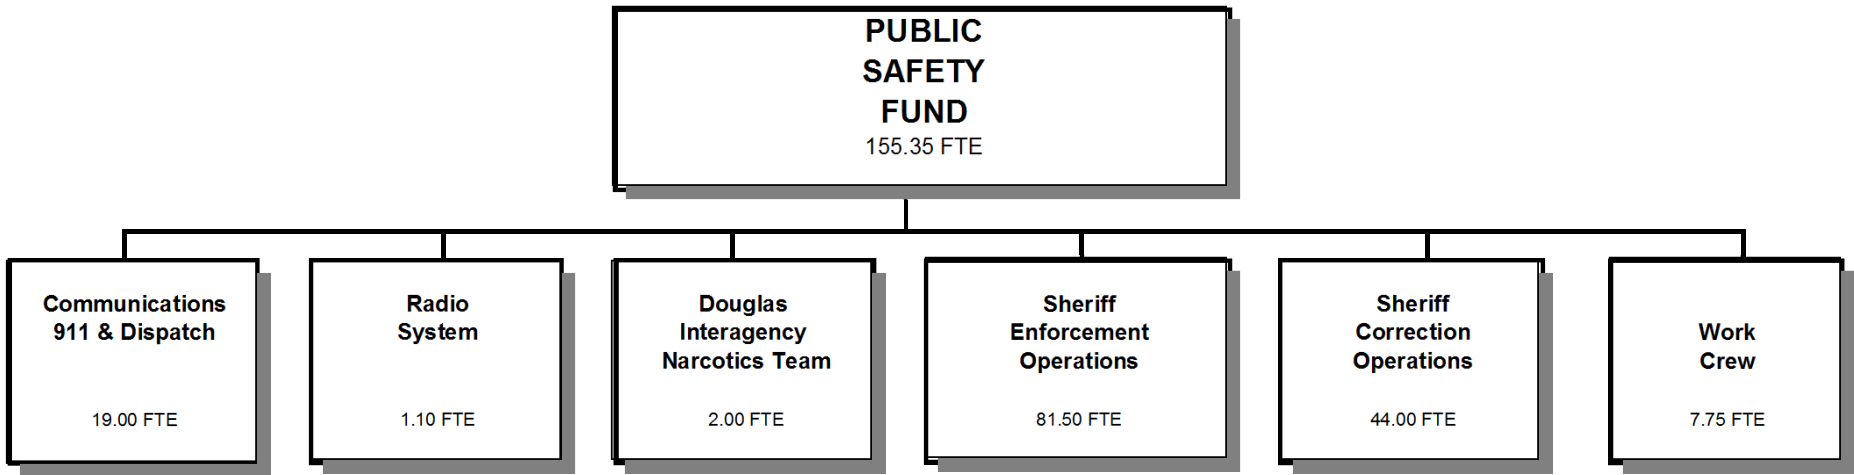 PUBLIC
SAFETY
FUND
155.35 FTE
Communications
911 & Dispatch
19.00 FTE
Radio
System
1.10 FTE
Douglas
Interagency
Narcotics Team
2.00 FTE
Sheriff
Enforcement
Operations
81.50 FTE
Sheriff
Correction
Operations
44.00 FTE
Work
Crew
7.75 FTE